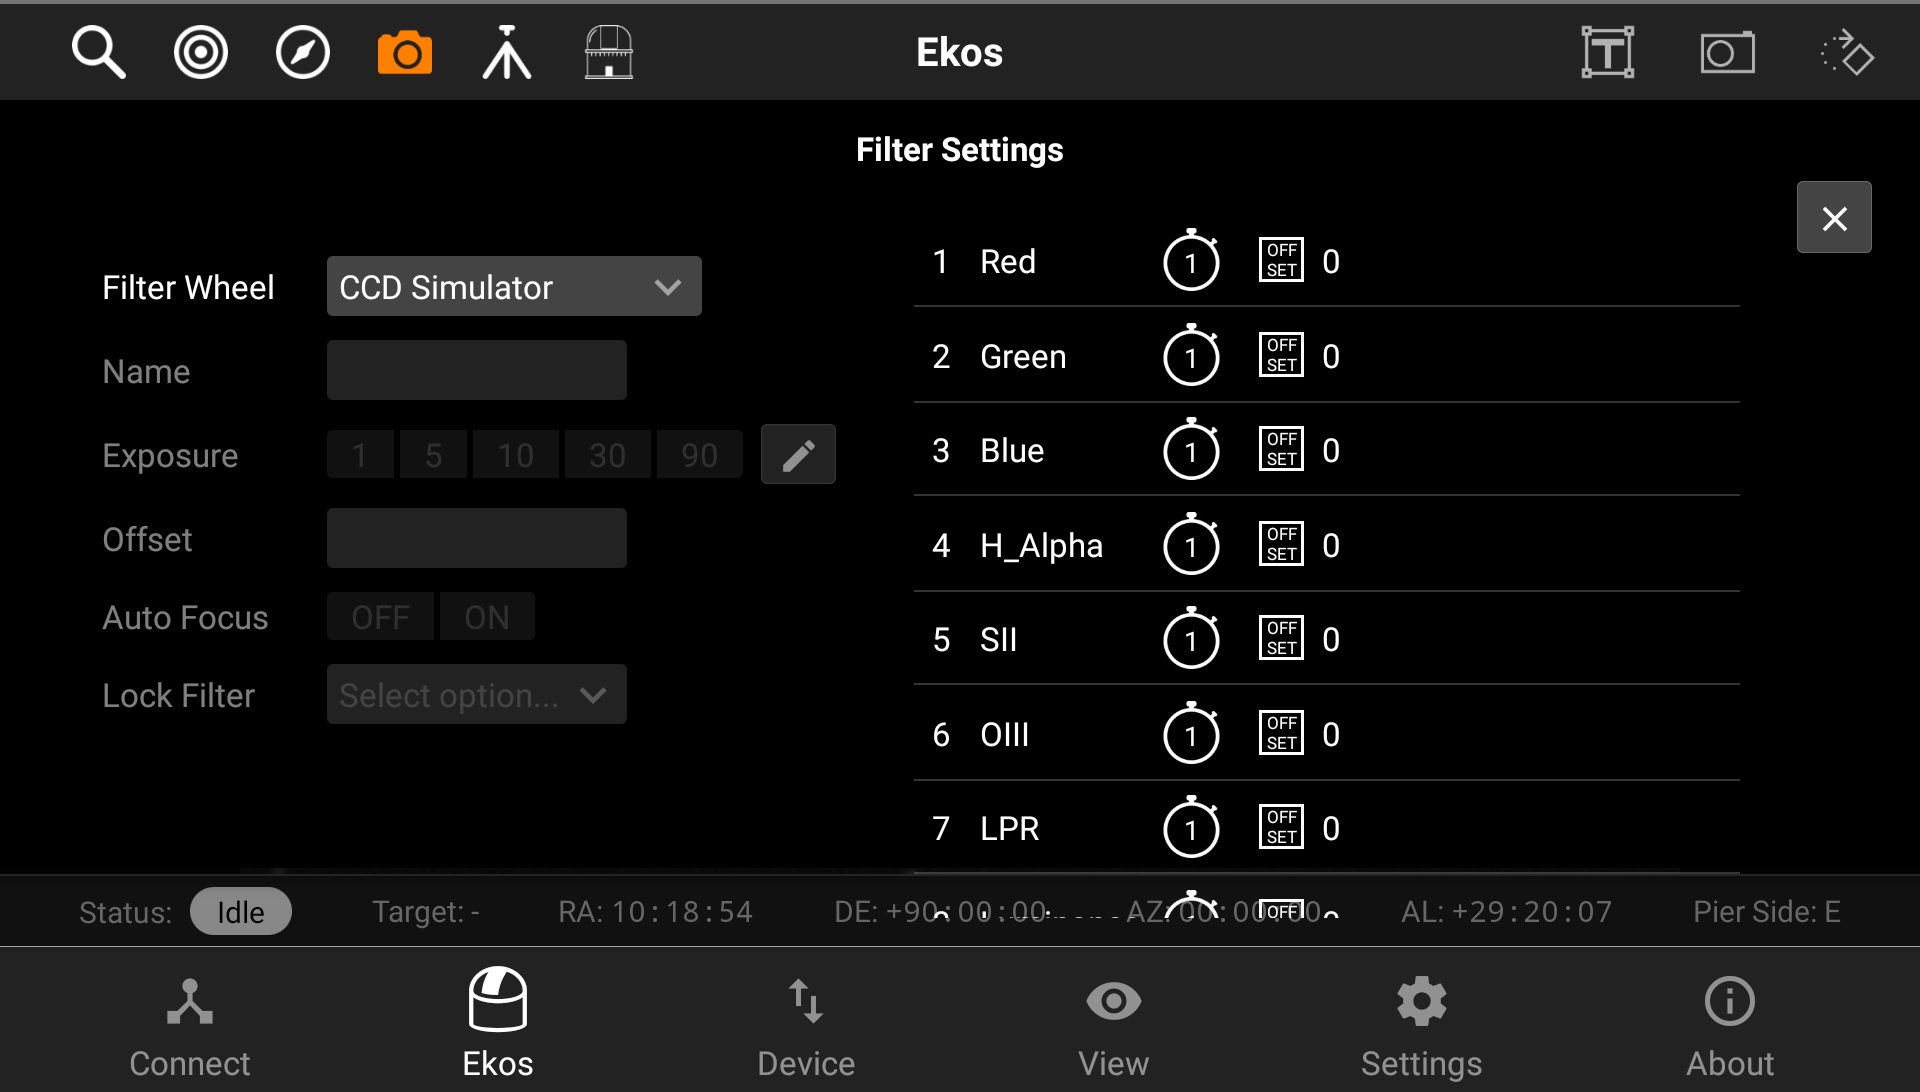 Ekos
Filter Settings
Filter Wheel CCD Simulator
Name
Exposure 1 5 10 30 90
Offset
Auto Focus OFF ON
Lock Filter Select option...
1 Red 1 OFF SET 0
2 Green 1 OFF SET 0
3 Blue 1 OFF SET 0
4 H_Alpha 1 OFF SET 0
5 SII 1 OFF SET 0
6 OIII 1 OFF SET 0
7 LPR 1 OFF SET 0
Status: Idle Target: - RA: 10:18:54 DE: +90:00:00 AZ: 00:00:00 AL: +29:20:07 Pier Side: E
Connect Ekos Device View Settings About